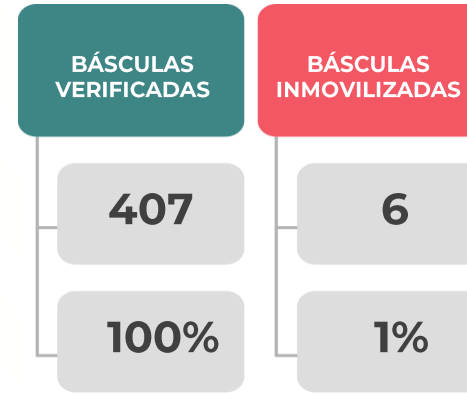 BÁSCULAS
VERIFICADAS
407
100%
BÁSCULAS
INMOVILIZADAS
6
1%